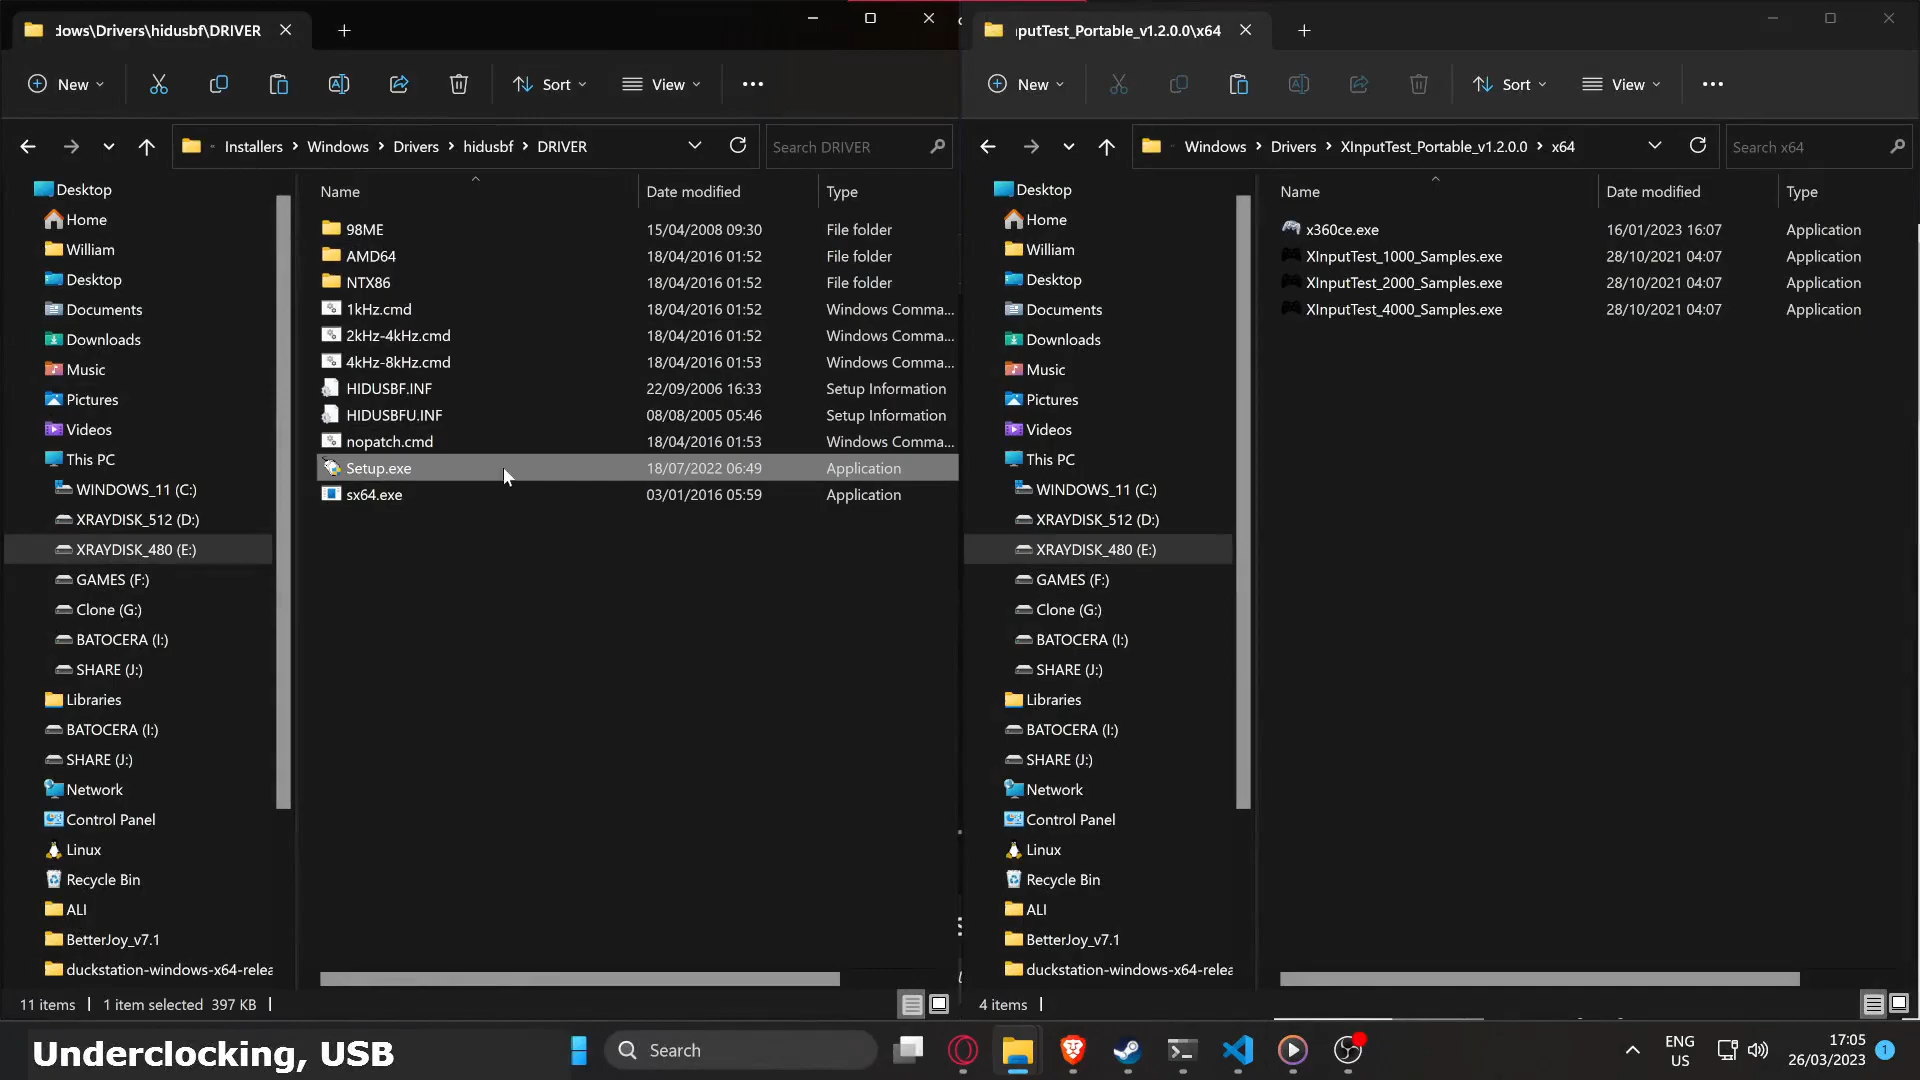 dows\Drivers\hidusbf\DRIVER
New
Sort
View
Installers > Windows > Drivers > hidusbf > DRIVER
Search DRIVER
Desktop
Home
William
Desktop
Documents
Downloads
Music
Pictures
Videos
This PC
WINDOWS_11 (C:)
XRAYDISK_512 (D:)
XRAYDISK_480 (E:)
GAMES (F:)
Clone (G:)
BATOCERA (I:)
SHARE (J:)
Libraries
BATOCERA (I:)
SHARE (J:)
Network
Control Panel
Linux
Recycle Bin
ALI
BetterJoy_v7.1
duckstation-windows-x64-relea
Name Date modified Type
98ME 15/04/2008 09:30 File folder
AMD64 18/04/2016 01:52 File folder
NTX86 18/04/2016 01:52 File folder
1kHz.cmd 18/04/2016 01:52 Windows Comma...
2kHz-4kHz.cmd 18/04/2016 01:52 Windows Comma...
4kHz-8kHz.cmd 18/04/2016 01:53 Windows Comma...
HIDUSBF.INF 22/09/2006 16:33 Setup Information
HIDUSBFU.INF 08/08/2005 05:46 Setup Information
nopatch.cmd 18/04/2016 01:53 Windows Comma...
Setup.exe 18/07/2022 06:49 Application
sx64.exe 03/01/2016 05:59 Application
11 items 1 item selected 397 KB
putTest_Portable_v1.2.0.0\x64
New
Sort
View
Windows > Drivers > XInputTest_Portable_v1.2.0.0 > x64
Search x64
Desktop
Home
William
Desktop
Documents
Downloads
Music
Pictures
Videos
This PC
WINDOWS_11 (C:)
XRAYDISK_512 (D:)
XRAYDISK_480 (E:)
GAMES (F:)
Clone (G:)
BATOCERA (I:)
SHARE (J:)
Libraries
BATOCERA (I:)
SHARE (J:)
Network
Control Panel
Linux
Recycle Bin
ALI
BetterJoy_v7.1
duckstation-windows-x64-relea
Name Date modified Type
x360ce.exe 16/01/2023 16:07 Application
XInputTest_1000_Samples.exe 28/10/2021 04:07 Application
XInputTest_2000_Samples.exe 28/10/2021 04:07 Application
XInputTest_4000_Samples.exe 28/10/2021 04:07 Application
4 items
Underclocking, USB
Search
ENG
US
17:05
26/03/2023
1